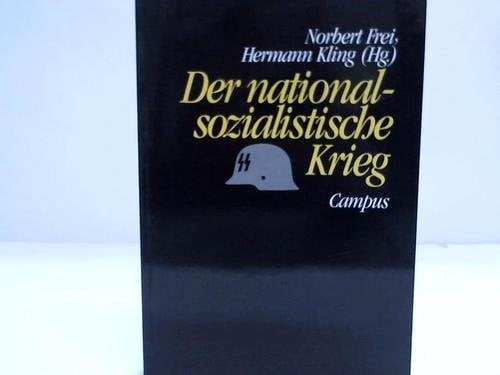 Norbert Frei,
Hermann Kling (Hg.)
Der national-
sozialistische
Krieg
Campus